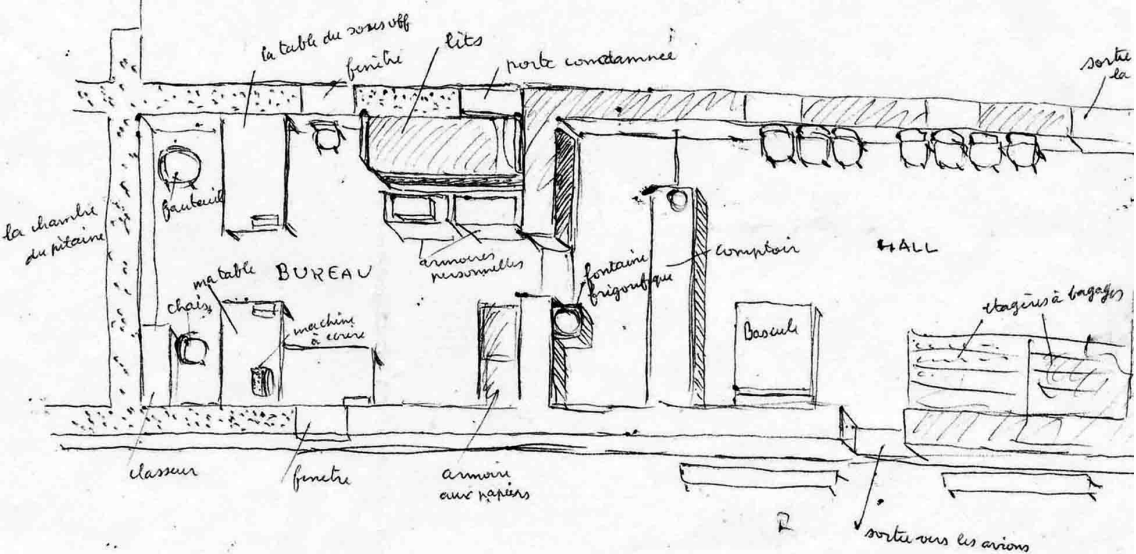 la table du sous off
fenêtre
lits
porte condamnée
sortie
la
fauteuil
la chambre
du pitaine
BUREAU
ma table
chaise
machine
à écrire
armoires
personnelles
fontaine
frigorifique
comptoir
HALL
Bascule
étagères à bagages
classeur
fenêtre
armoire
aux papiers
sortie vers les avions